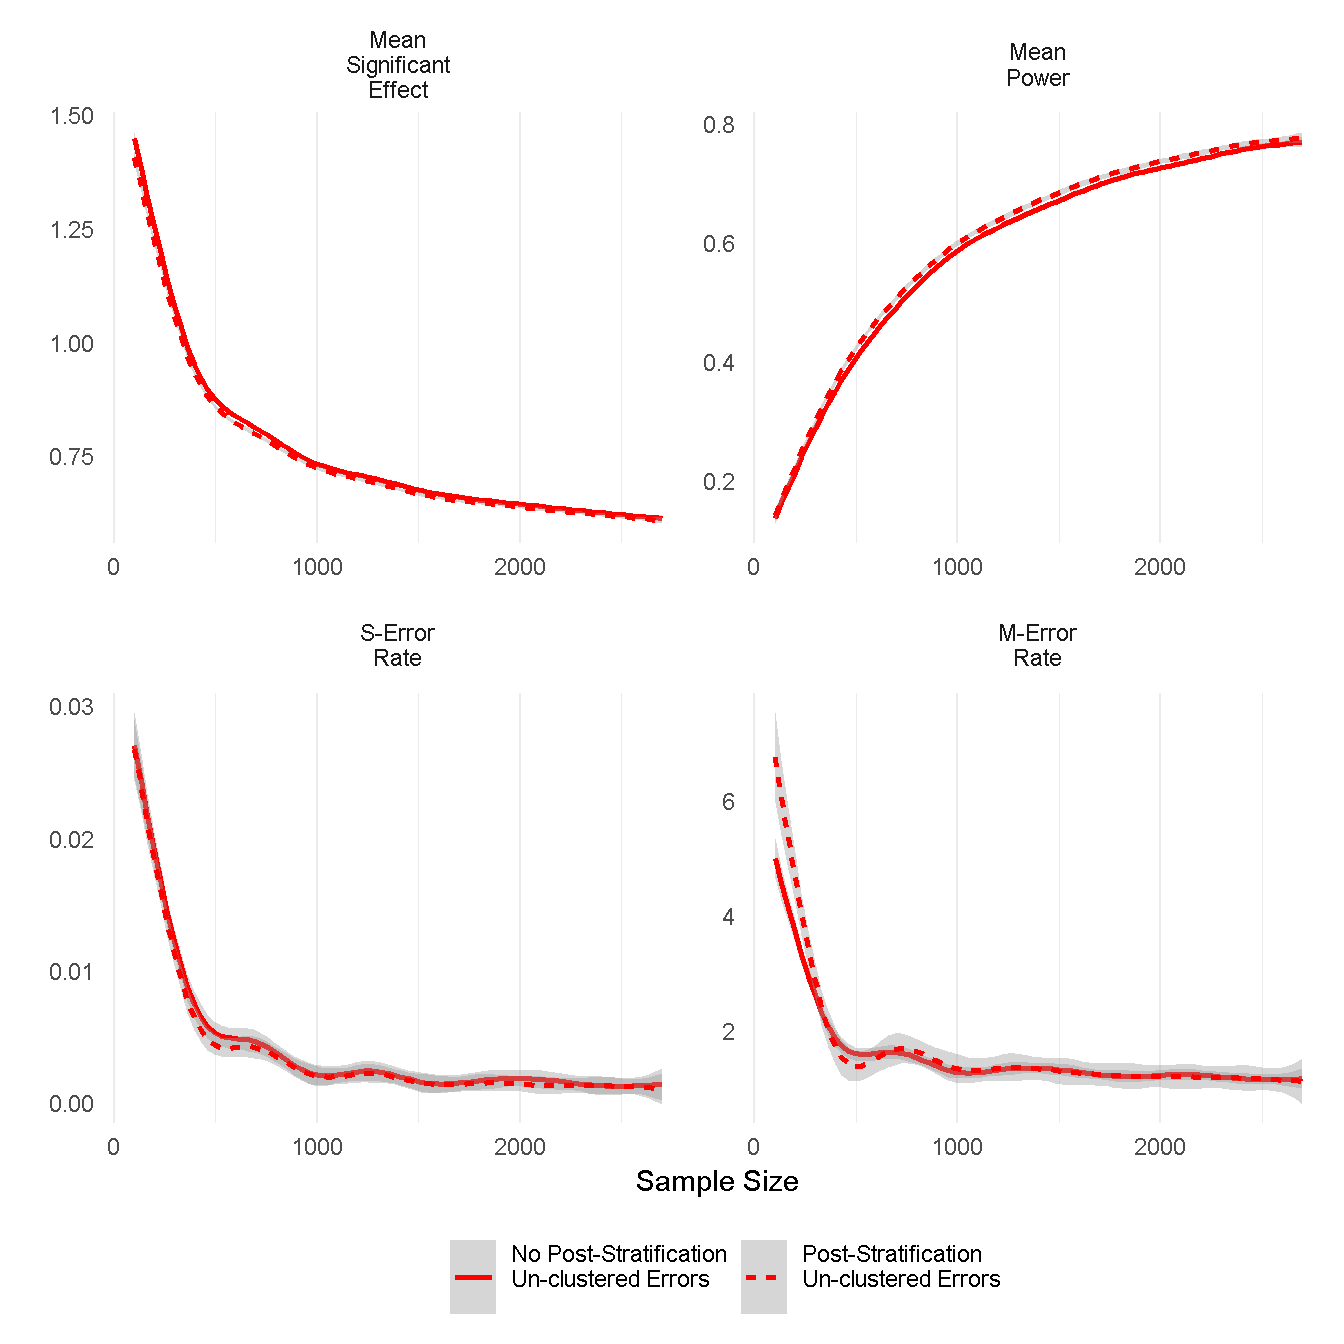 Mean
Significant
Effect
Mean
Power
1.50
1.25
1.00
0.75
0
1000
2000
0.8
0.6
0.4
0.2
0
1000
2000
S-Error
Rate
M-Error
Rate
0.03
0.02
0.01
0.00
0
1000
2000
6
4
2
0
1000
2000
Sample Size
No Post-Stratification
Un-clustered Errors
Post-Stratification
Un-clustered Errors